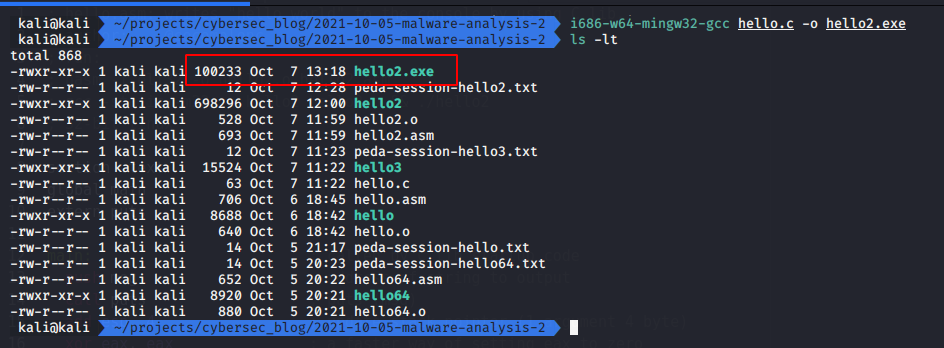 kali@kali ~/projects/cybersec_blog/2021-10-05-malware-analysis-2 i686-w64-mingw32-gcc hello.c -o hello2.exe
kali@kali ~/projects/cybersec_blog/2021-10-05-malware-analysis-2 ls -lt
total 868
-rwxr-xr-x 1 kali kali 100233 Oct 7 13:18 hello2.exe
-rw-r--r-- 1 kali kali 12 Oct 7 12:28 peda-session-hello2.txt
-rwxr-xr-x 1 kali kali 698296 Oct 7 12:00 hello2
-rw-r--r-- 1 kali kali 528 Oct 7 11:59 hello2.o
-rw-r--r-- 1 kali kali 693 Oct 7 11:59 hello2.asm
-rw-r--r-- 1 kali kali 12 Oct 7 11:23 peda-session-hello3.txt
-rwxr-xr-x 1 kali kali 15524 Oct 7 11:22 hello3
-rw-r--r-- 1 kali kali 63 Oct 7 11:22 hello.c
-rw-r--r-- 1 kali kali 706 Oct 6 18:45 hello.asm
-rwxr-xr-x 1 kali kali 8688 Oct 6 18:42 hello
-rw-r--r-- 1 kali kali 640 Oct 6 18:42 hello.o
-rw-r--r-- 1 kali kali 14 Oct 5 21:17 peda-session-hello.txt
-rw-r--r-- 1 kali kali 14 Oct 5 20:23 peda-session-hello64.txt
-rw-r--r-- 1 kali kali 652 Oct 5 20:22 hello64.asm
-rwxr-xr-x 1 kali kali 8920 Oct 5 20:21 hello64
-rw-r--r-- 1 kali kali 880 Oct 5 20:21 hello64.o
kali@kali ~/projects/cybersec_blog/2021-10-05-malware-analysis-2